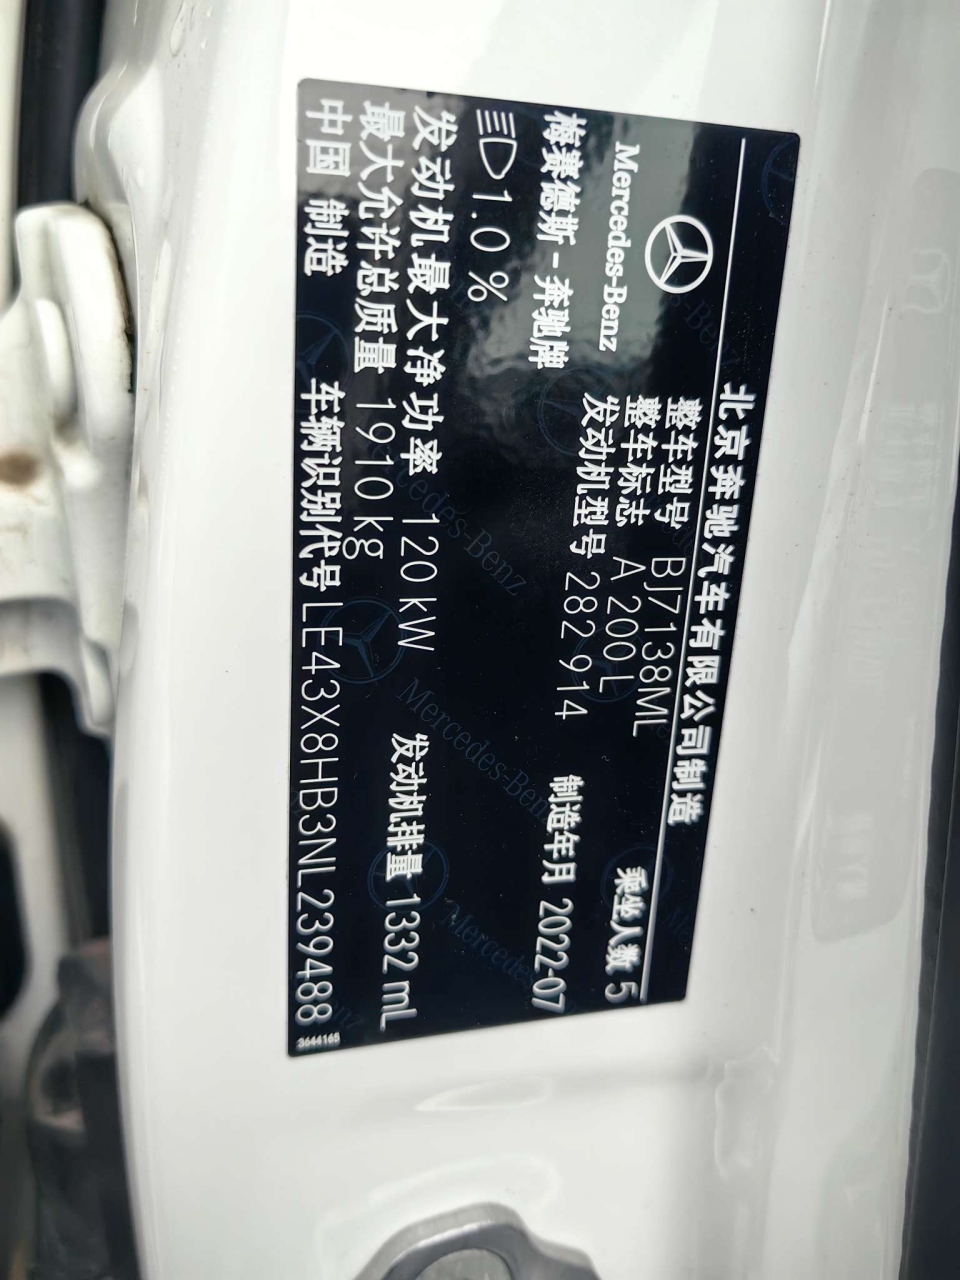 北京奔驰汽车有限公司制造
Mercedes-Benz
梅赛德斯-奔驰牌
整车型号 BJ7138ML
整车标志 A 200 L
乘坐人数 5
发动机型号 282 914
制造年月 2022-07
1.0 %
发动机最大净功率 120 kW
发动机排量 1332 mL
最大允许总质量 1910 kg
中国 制造
车辆识别代号 LE43X8HB3NL239488
3644165